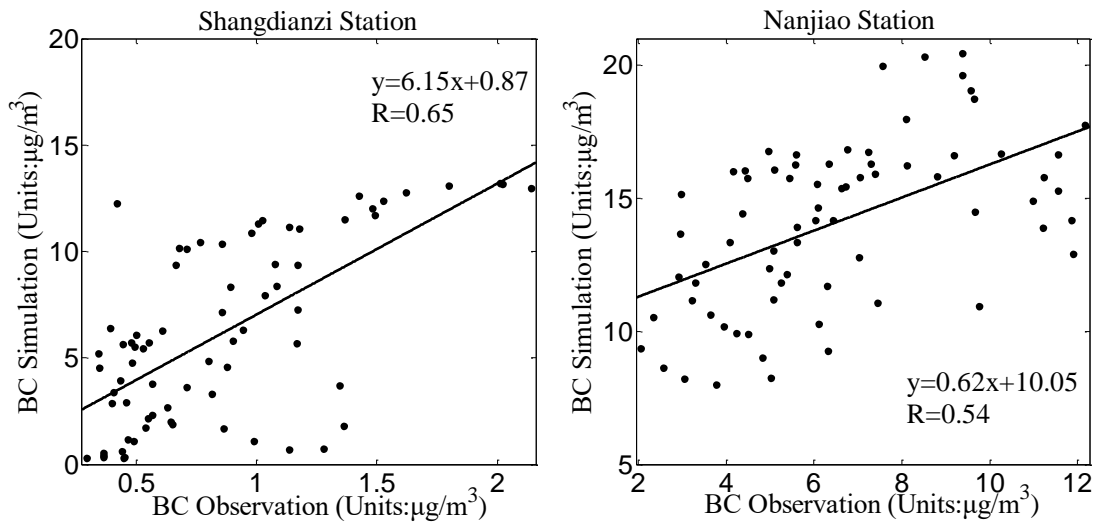 Shangdianzi Station
20
15
10
5
0
0.5 1 1.5 2
BC Simulation (Units:μg/m³)
BC Observation (Units:μg/m³)
y=6.15x+0.87
R=0.65
Nanjiao Station
20
15
10
5
2 4 6 8 10 12
BC Simulation (Units:μg/m³)
BC Observation (Units:μg/m³)
y=0.62x+10.05
R=0.54